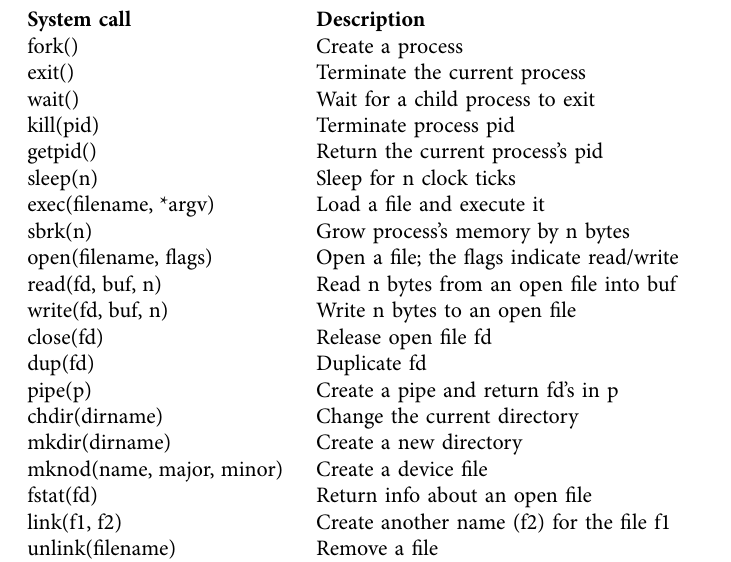 System call Description
fork() Create a process
exit() Terminate the current process
wait() Wait for a child process to exit
kill(pid) Terminate process pid
getpid() Return the current process’s pid
sleep(n) Sleep for n clock ticks
exec(filename, *argv) Load a file and execute it
sbrk(n) Grow process’s memory by n bytes
open(filename, flags) Open a file; the flags indicate read/write
read(fd, buf, n) Read n bytes from an open file into buf
write(fd, buf, n) Write n bytes to an open file
close(fd) Release open file fd
dup(fd) Duplicate fd
pipe(p) Create a pipe and return fd’s in p
chdir(dirname) Change the current directory
mkdir(dirname) Create a new directory
mknod(name, major, minor) Create a device file
fstat(fd) Return info about an open file
link(f1, f2) Create another name (f2) for the file f1
unlink(filename) Remove a file